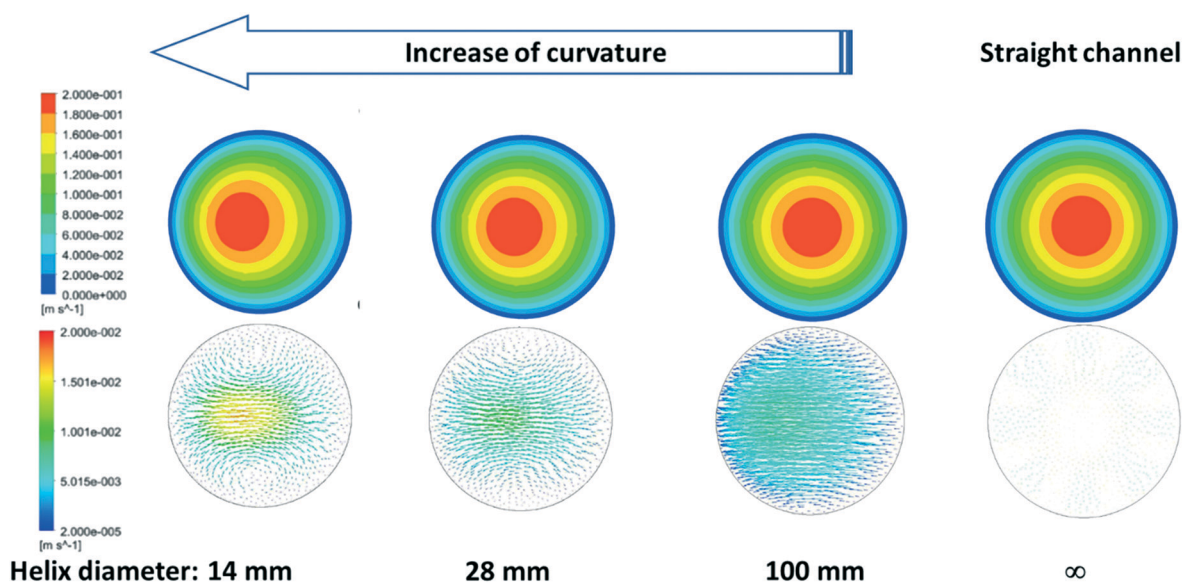 Increase of curvature
Straight channel
2.000e-001
1.800e-001
1.600e-001
1.400e-001
1.200e-001
1.000e-001
8.000e-002
6.000e-002
4.000e-002
2.000e-002
0.000e+000
[m s^-1]
2.000e-002
1.501e-002
1.001e-002
5.015e-003
2.000e-005
[m s^-1]
Helix diameter: 14 mm 28 mm 100 mm ∞